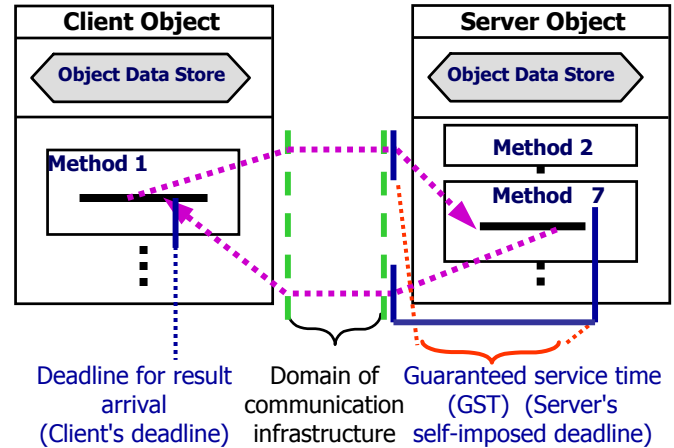 Client Object
Server Object
Object Data Store
Object Data Store
Method 1
Method 2
Method 7
Deadline for result
arrival
(Client's deadline)
Domain of
communication
infrastructure
Guaranteed service time
(GST) (Server's
self-imposed deadline)